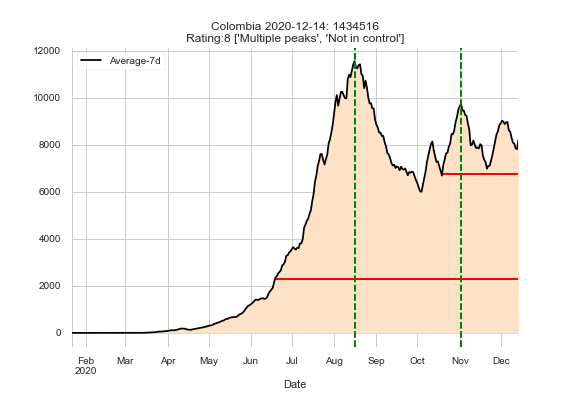 Colombia 2020-12-14: 1434516
Rating:8 ['Multiple peaks', 'Not in control']
12000
Average-7d
10000
8000
6000
4000
2000
0
Feb Mar Apr May Jun Jul Aug Sep Oct Nov Dec
2020
Date